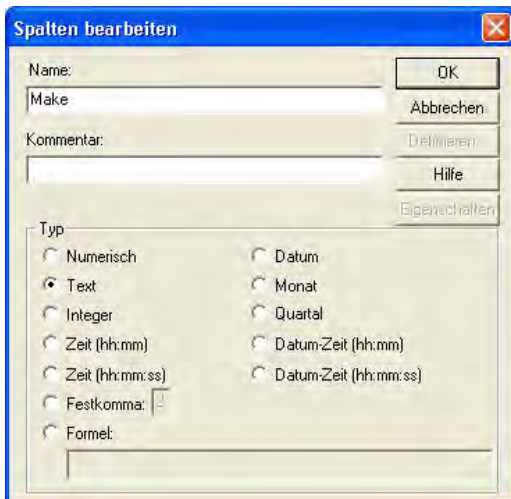 Spalten bearbeiten
Name:
OK
Make
Abbrechen
Kommentar:
Definieren...
Hilfe
Eigenschaften
Typ
Numerisch
Datum
Text
Monat
Integer
Quartal
Zeit (hh:mm)
Datum-Zeit (hh:mm)
Zeit (hh:mm:ss)
Datum-Zeit (hh:mm:ss)
Festkomma:
Formel: